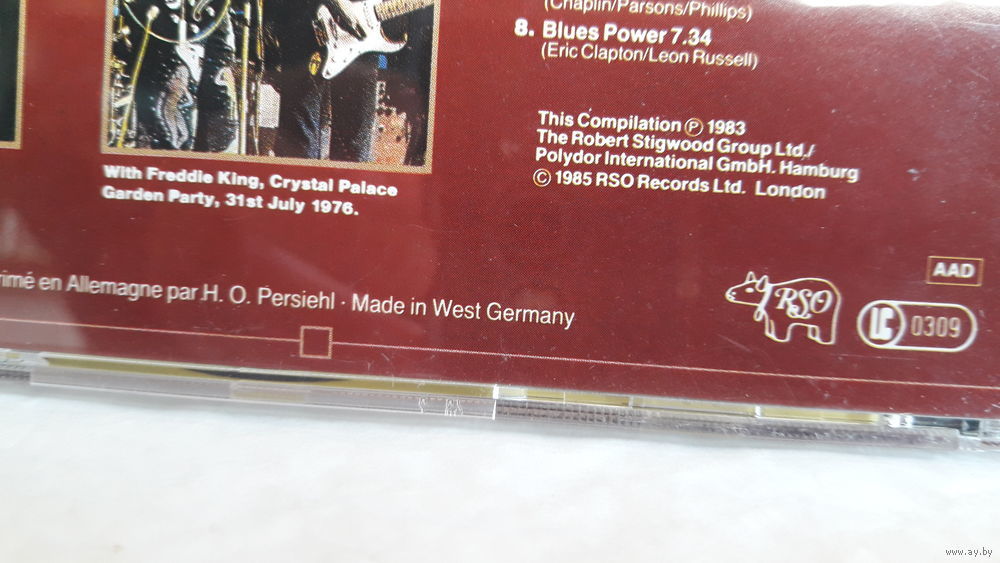 (Chaplin/Parsons/Phillips)
8. Blues Power 7.34
(Eric Clapton/Leon Russell)
This Compilation Ⓟ 1983
The Robert Stigwood Group Ltd./
Polydor International GmbH. Hamburg
© 1985 RSO Records Ltd. London
With Freddie King, Crystal Palace
Garden Party, 31st July 1976.
rimé en Allemagne par H. O. Persiehl · Made in West Germany
AAD
RSO
LC 0309
www.ay.by